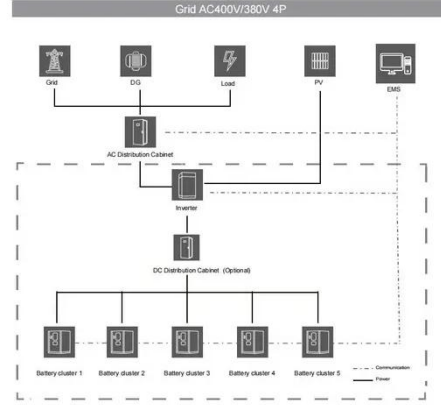 Grid AC400V/380V 4P
Grid
DG
Load
PV
EMS
AC Distribution Cabinet
Inverter
DC Distribution Cabinet (Optional)
Battery cluster 1
Battery cluster 2
Battery cluster 3
Battery cluster 4
Battery cluster 5
Communication
Power